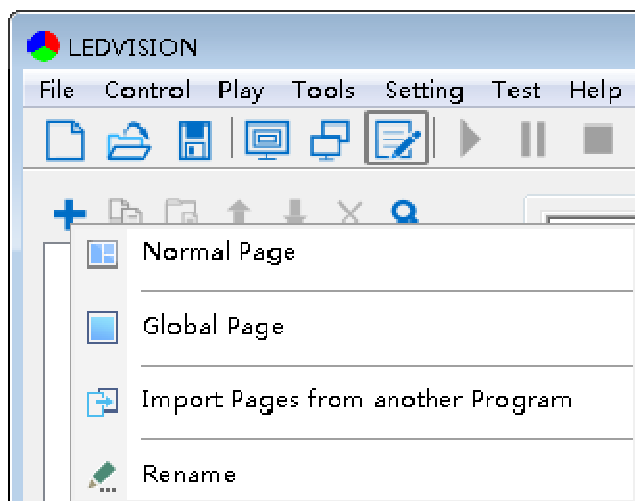 LEDVISION
File Control Play Tools Setting Test Help
Normal Page
Global Page
Import Pages from another Program
Rename